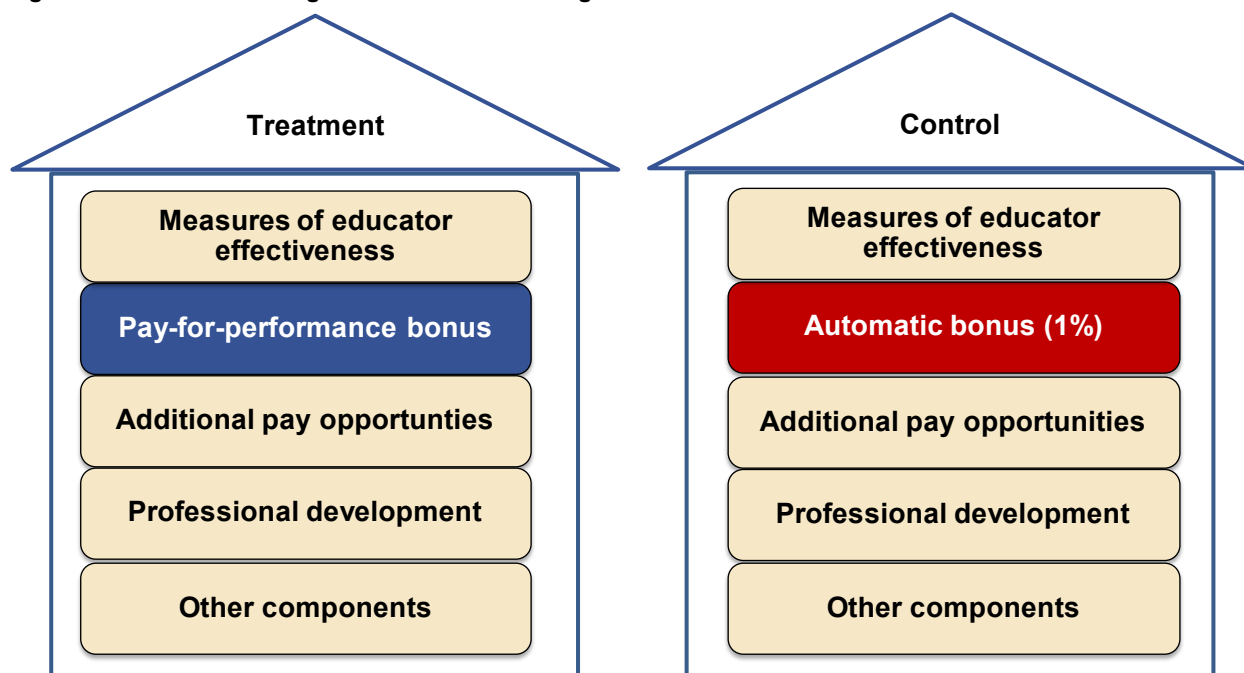 Treatment
Measures of educator
effectiveness
Pay-for-performance bonus
Additional pay opportunties
Professional development
Other components
Control
Measures of educator
effectiveness
Automatic bonus (1%)
Additional pay opportunities
Professional development
Other components